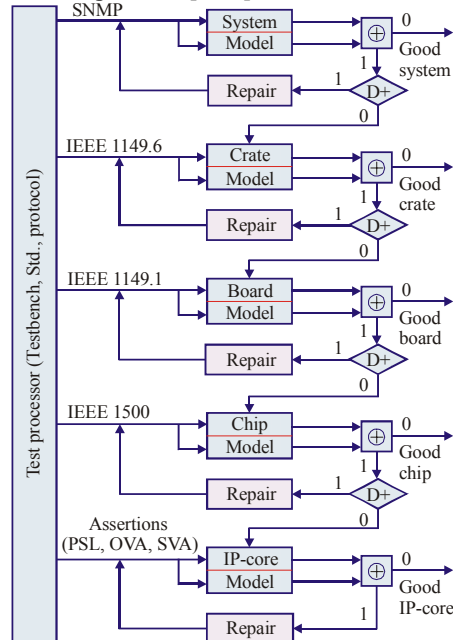 Test processor (Testbench, Std., protocol)
SNMP
System
Model
⊕
0
Good
system
1
Repair
1
D+
0
IEEE 1149.6
Crate
Model
⊕
0
Good
crate
1
Repair
1
D+
0
IEEE 1149.1
Board
Model
⊕
0
Good
board
1
Repair
1
D+
0
IEEE 1500
Chip
Model
⊕
0
Good
chip
1
Repair
1
D+
0
Assertions
(PSL, OVA, SVA)
IP-core
Model
⊕
0
Good
IP-core
Repair
1